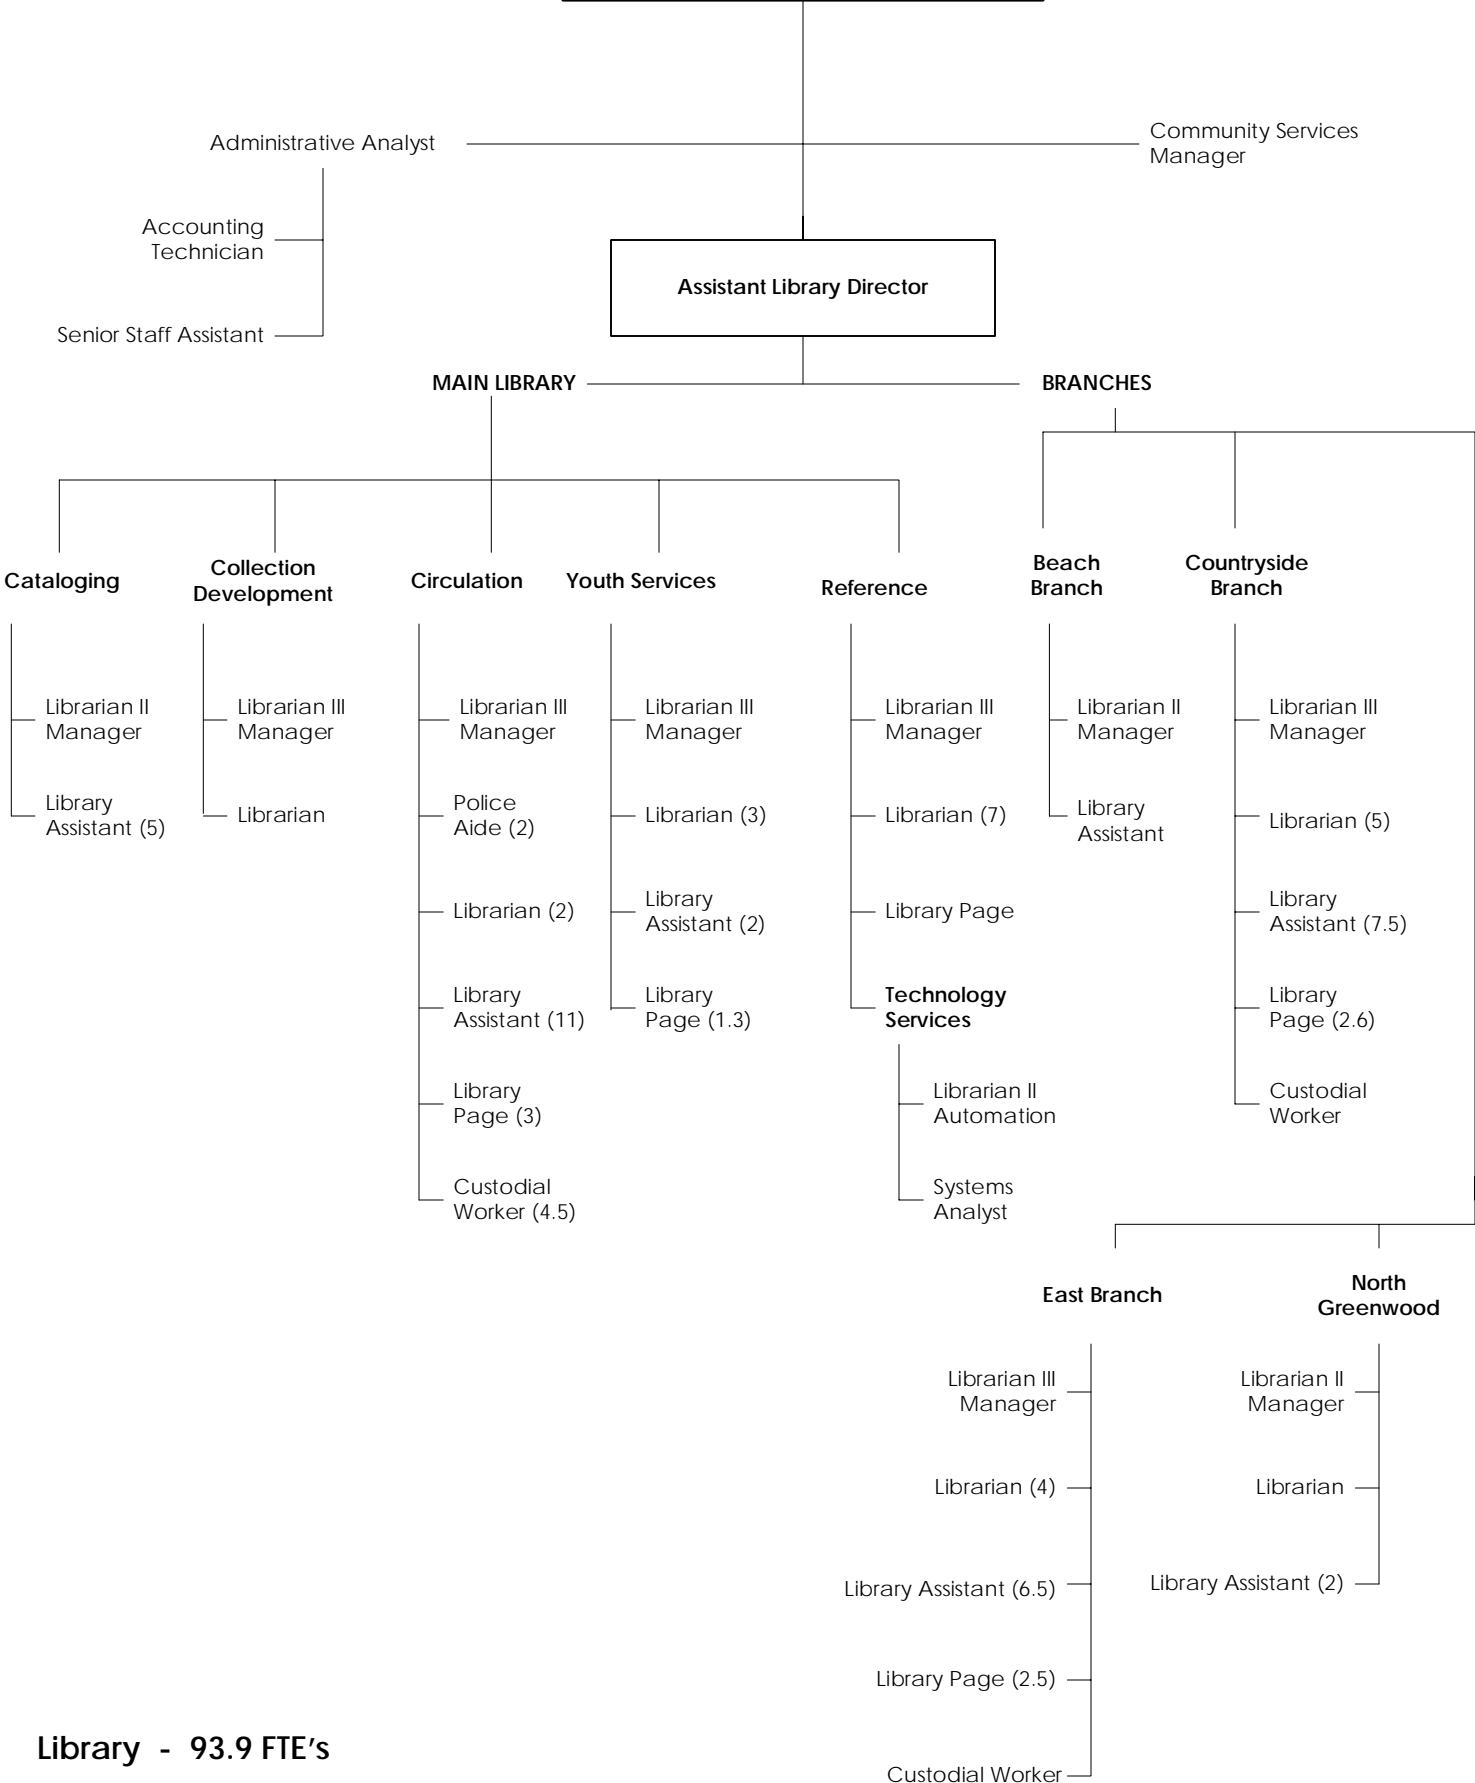 Administrative Analyst
Community Services
Manager
Accounting
Technician
Assistant Library Director
Senior Staff Assistant
MAIN LIBRARY
BRANCHES
Cataloging
Collection
Development
Circulation
Youth Services
Reference
Beach
Branch
Countryside
Branch
Librarian II
Manager
Library
Assistant (5)
Librarian III
Manager
Librarian
Librarian III
Manager
Police
Aide (2)
Librarian (2)
Library
Assistant (11)
Library
Page (3)
Custodial
Worker (4.5)
Librarian III
Manager
Librarian (3)
Library
Assistant (2)
Library
Page (1.3)
Librarian III
Manager
Librarian (7)
Library Page
Technology
Services
Librarian II
Automation
Systems
Analyst
Librarian II
Manager
Library
Assistant
Librarian III
Manager
Librarian (5)
Library
Assistant (7.5)
Library
Page (2.6)
Custodial
Worker
East Branch
Librarian III
Manager
Librarian (4)
Library Assistant (6.5)
Library Page (2.5)
Custodial Worker
North
Greenwood
Librarian II
Manager
Librarian
Library Assistant (2)
Library - 93.9 FTE's